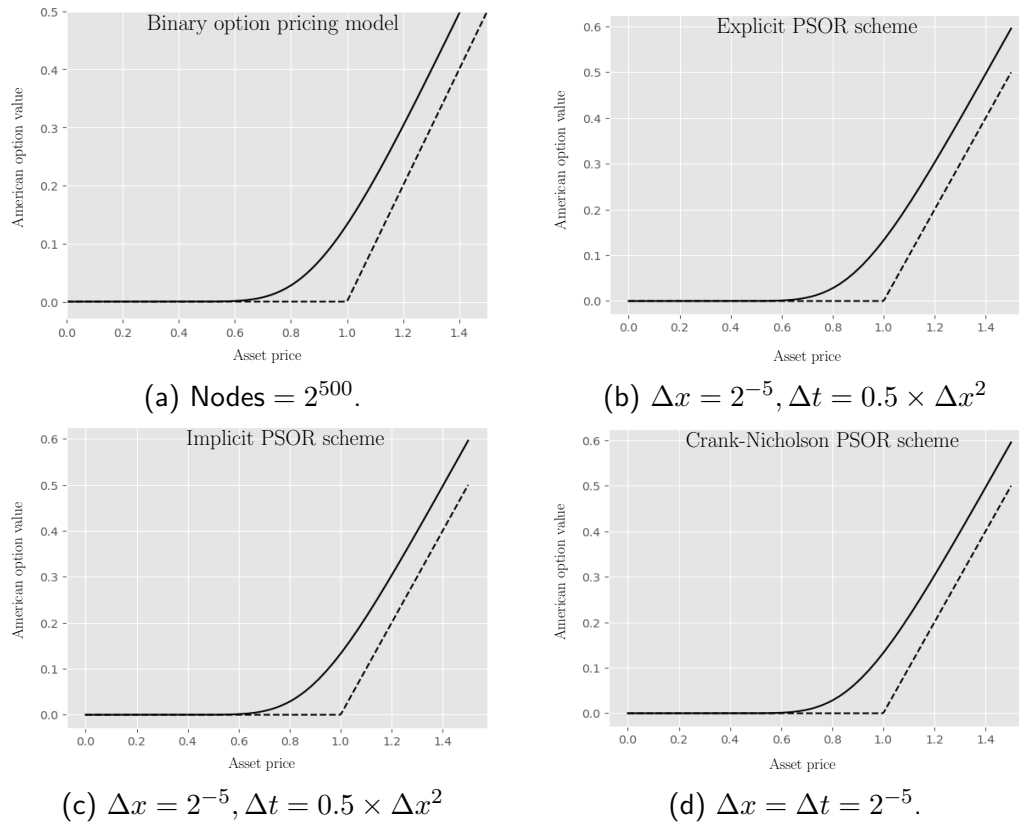 Binary option pricing model
American option value
0.5
0.4
0.3
0.2
0.1
0.0
0.0 0.2 0.4 0.6 0.8 1.0 1.2 1.4
Asset price
(a) Nodes = 2^500.
Explicit PSOR scheme
American option value
0.6
0.5
0.4
0.3
0.2
0.1
0.0
0.0 0.2 0.4 0.6 0.8 1.0 1.2 1.4
Asset price
(b) Δx = 2^−5, Δt = 0.5 × Δx^2
Implicit PSOR scheme
American option value
0.6
0.5
0.4
0.3
0.2
0.1
0.0
0.0 0.2 0.4 0.6 0.8 1.0 1.2 1.4
Asset price
(c) Δx = 2^−5, Δt = 0.5 × Δx^2
Crank-Nicholson PSOR scheme
American option value
0.6
0.5
0.4
0.3
0.2
0.1
0.0
0.0 0.2 0.4 0.6 0.8 1.0 1.2 1.4
Asset price
(d) Δx = Δt = 2^−5.